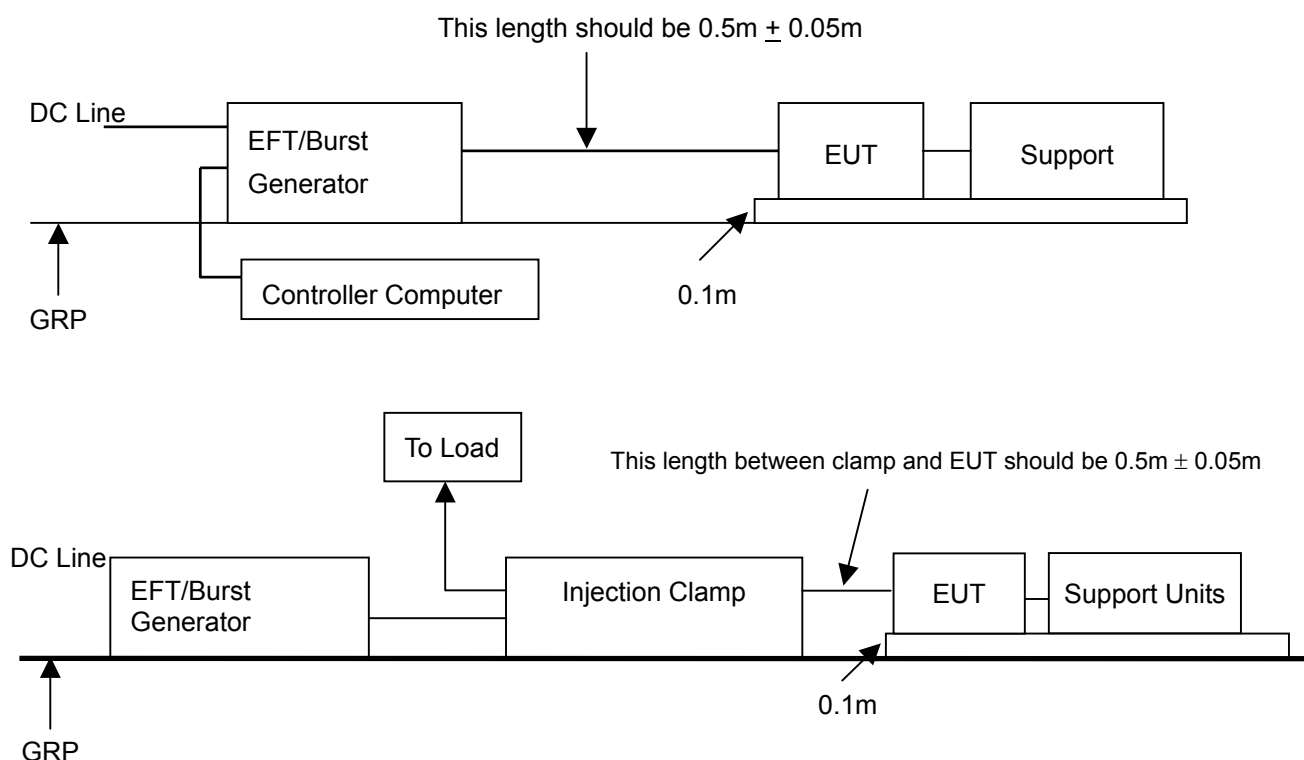 This length should be 0.5m ± 0.05m
DC Line
EFT/Burst
Generator
EUT
Support
Controller Computer
0.1m
GRP
To Load
This length between clamp and EUT should be 0.5m ± 0.05m
DC Line
EFT/Burst
Generator
Injection Clamp
EUT
Support Units
0.1m
GRP